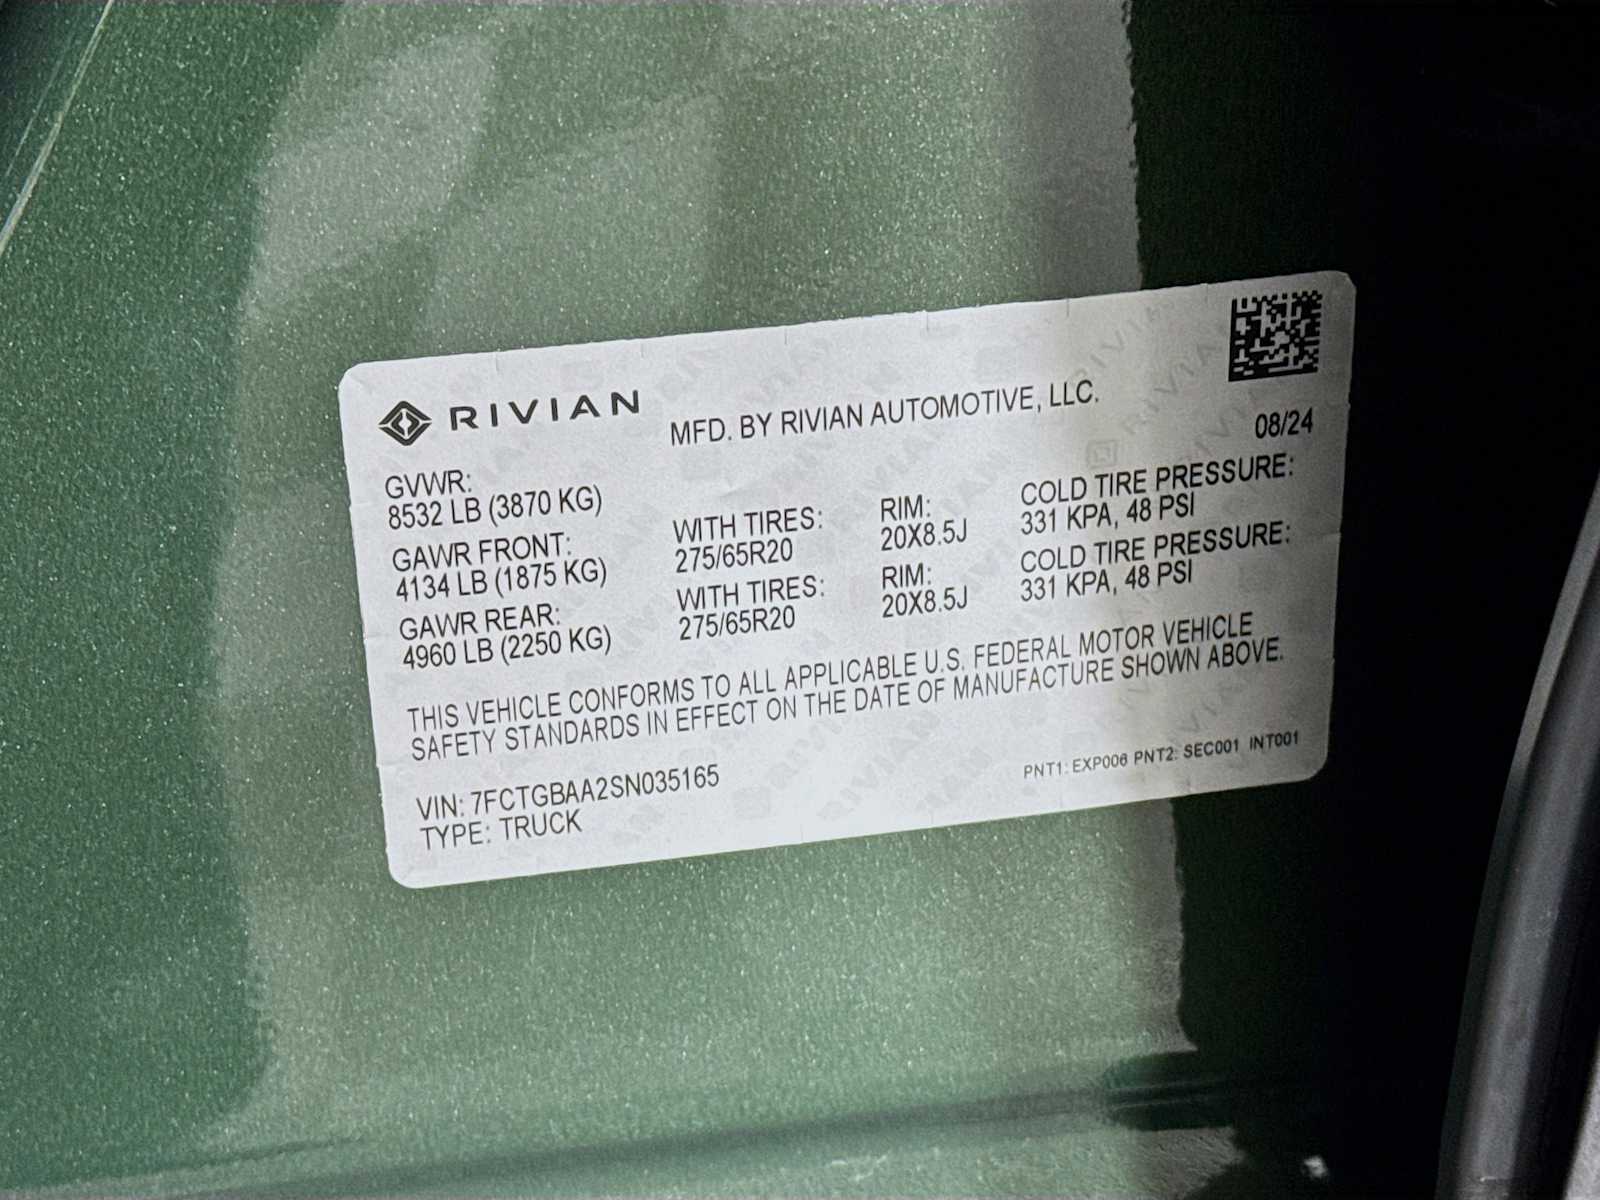 RIVIAN
MFD. BY RIVIAN AUTOMOTIVE, LLC.
08/24
GVWR:
8532 LB (3870 KG)
GAWR FRONT:
4134 LB (1875 KG)
WITH TIRES:
275/65R20
RIM:
20X8.5J
COLD TIRE PRESSURE:
331 KPA, 48 PSI
GAWR REAR:
4960 LB (2250 KG)
WITH TIRES:
275/65R20
RIM:
20X8.5J
COLD TIRE PRESSURE:
331 KPA, 48 PSI
THIS VEHICLE CONFORMS TO ALL APPLICABLE U.S. FEDERAL MOTOR VEHICLE
SAFETY STANDARDS IN EFFECT ON THE DATE OF MANUFACTURE SHOWN ABOVE.
VIN: 7FCTGBAA2SN035165
TYPE: TRUCK
PNT1: EXP006 PNT2: SEC001 INT001